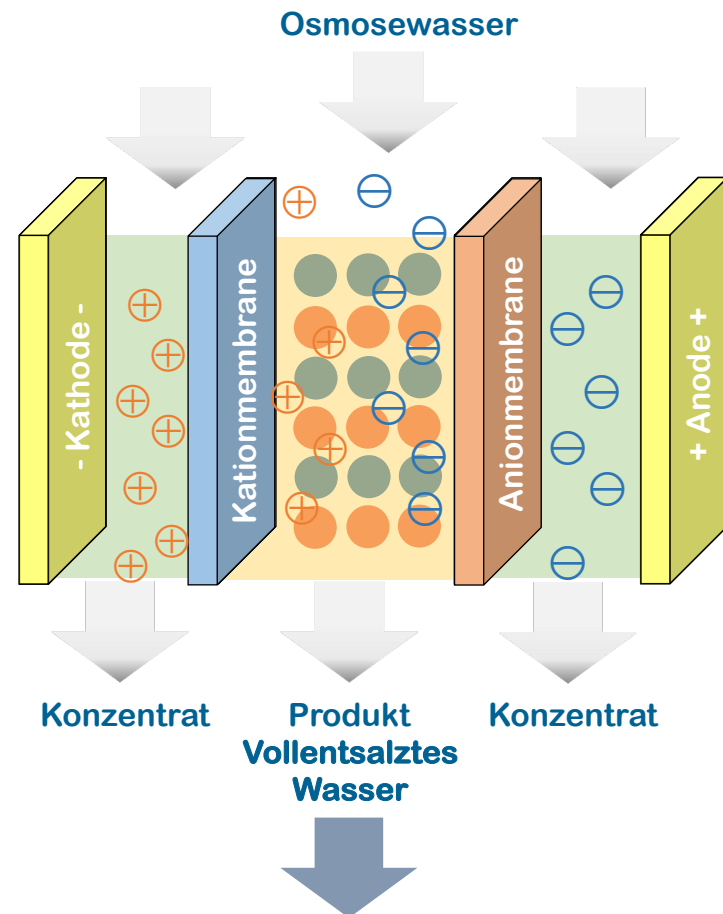 Osmosewasser
- Kathode -
Kationmembrane
Anionmembrane
+ Anode +
Konzentrat
Produkt
Vollentsalztes
Wasser
Konzentrat